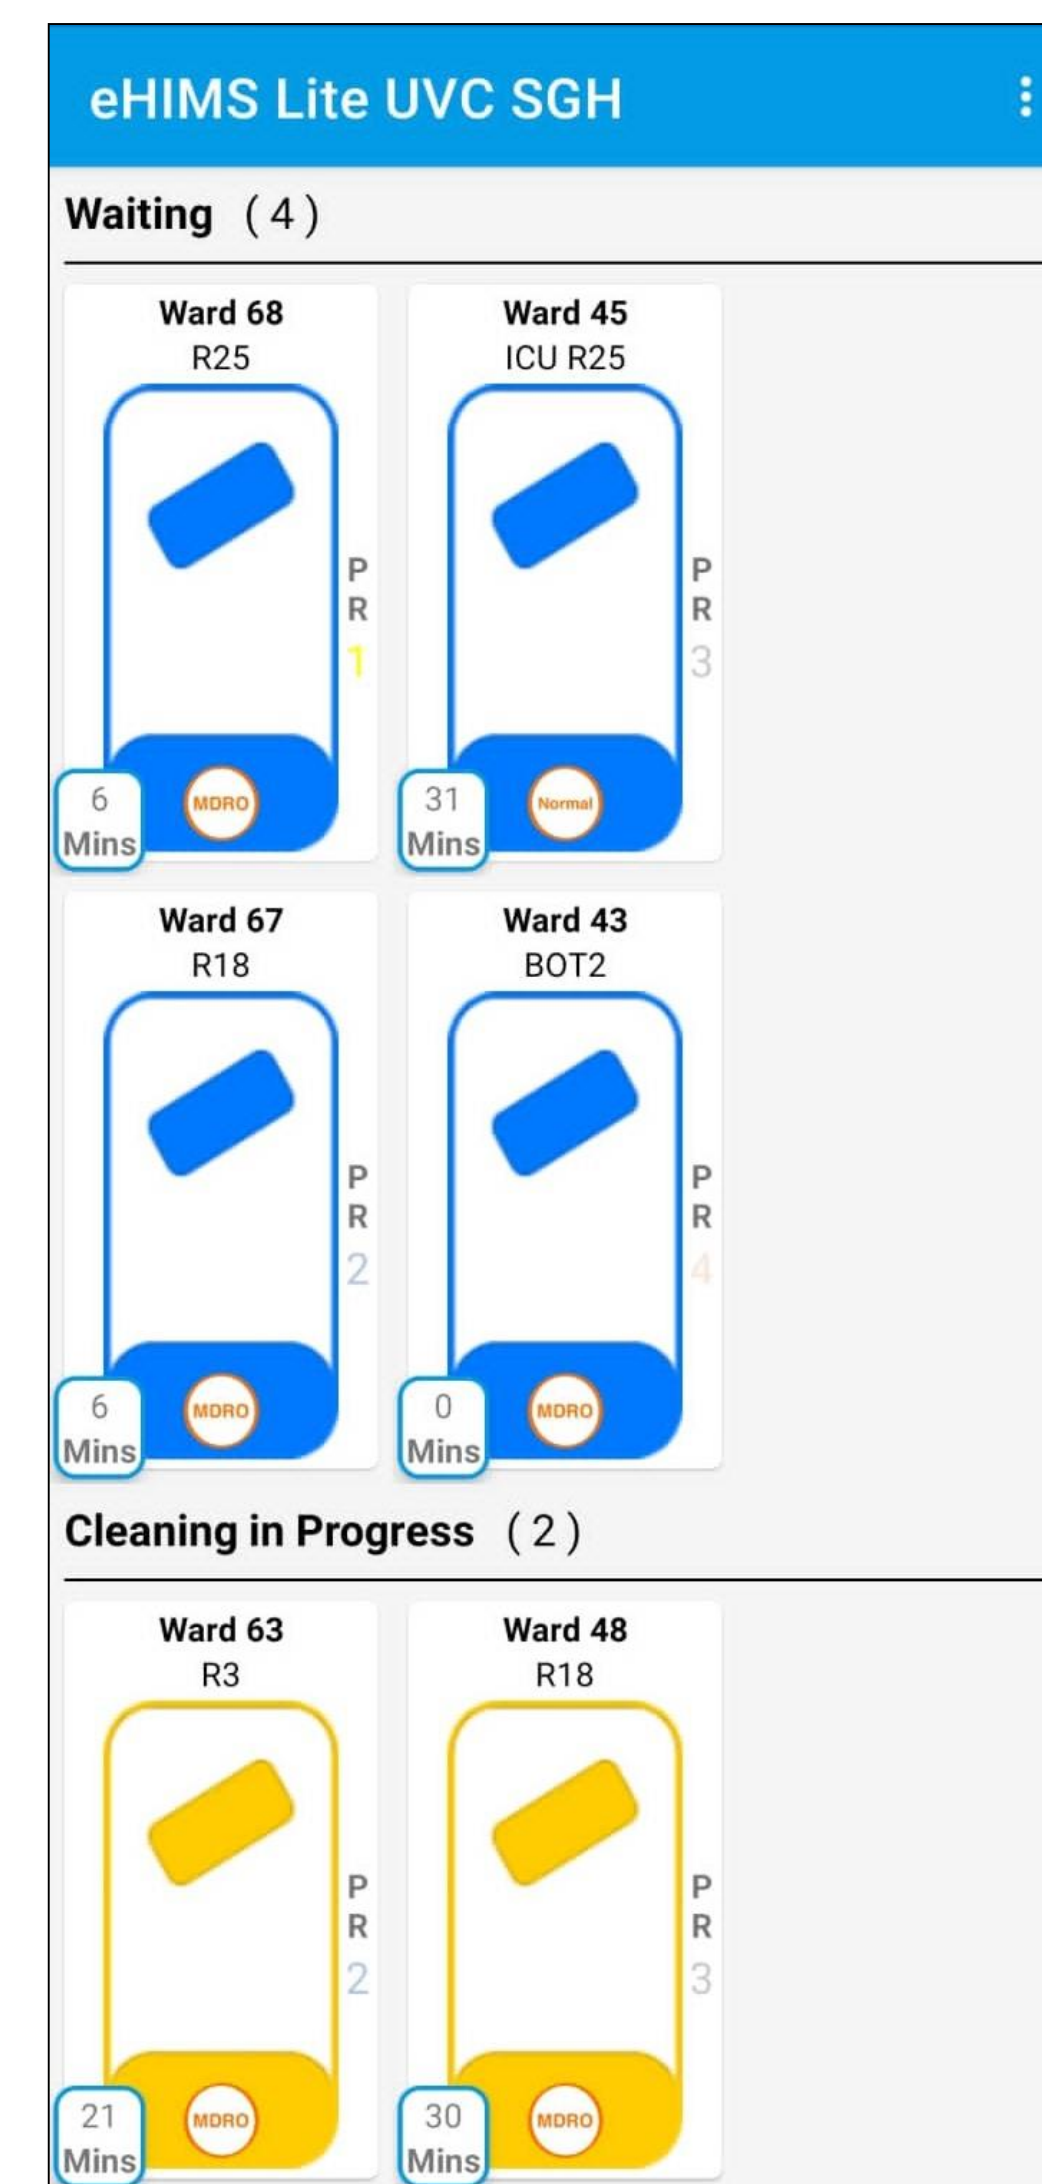 eHIMS Lite UVC SGH
Waiting ( 4 )
Ward 68
R25
P
R
1
6
Mins
MDRO
Ward 45
ICU R25
P
R
3
31
Mins
Normal
Ward 67
R18
P
R
2
6
Mins
MDRO
Ward 43
BOT2
P
R
4
0
Mins
MDRO
Cleaning in Progress ( 2 )
Ward 63
R3
P
R
2
21
Mins
MDRO
Ward 48
R18
P
R
3
30
Mins
MDRO